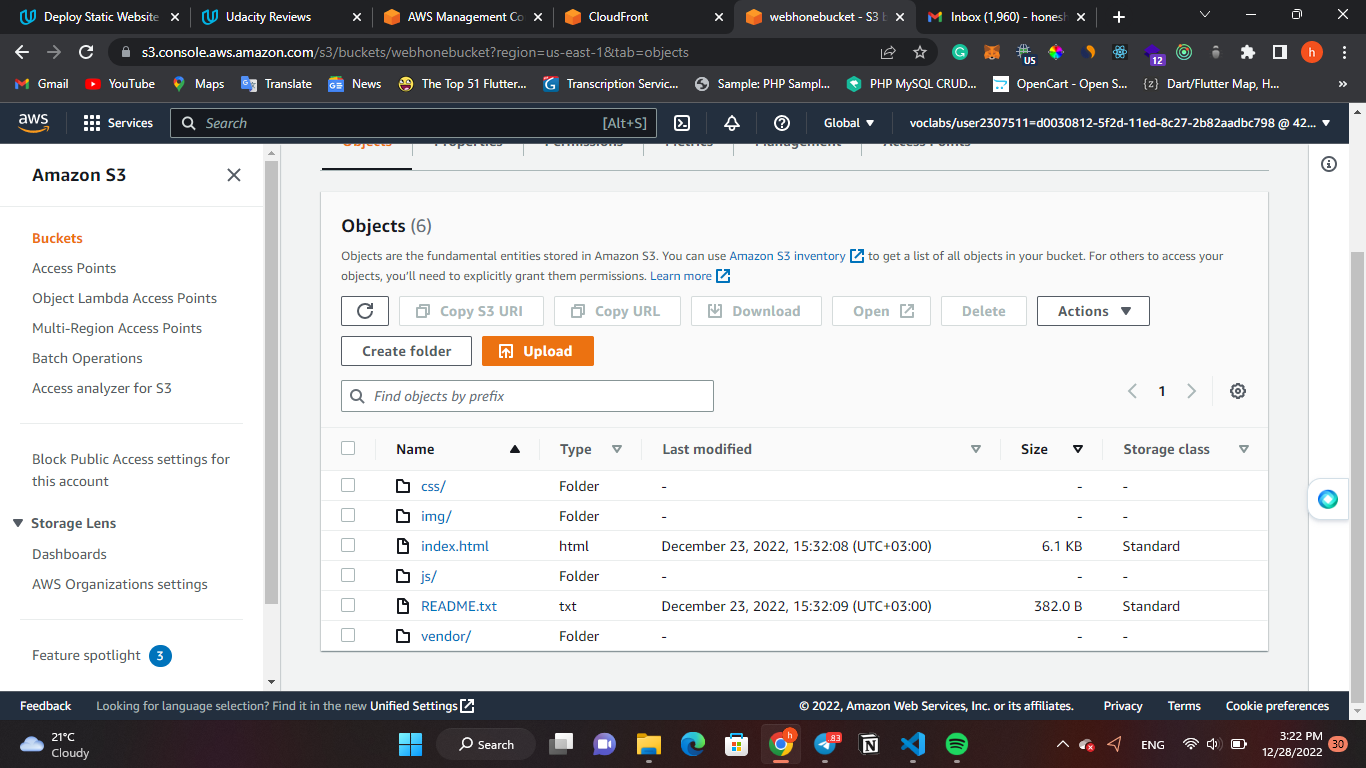 Deploy Static Website
Udacity Reviews
AWS Management Co
CloudFront
webhonebucket - S3 b
Inbox (1,960) - honesh
s3.console.aws.amazon.com/s3/buckets/webhonebucket?region=us-east-1&tab=objects
US
12
h
Gmail
YouTube
Maps
Translate
News
The Top 51 Flutter...
Transcription Servic...
Sample: PHP Sampl...
PHP MySQL CRUD...
OpenCart - Open S...
Dart/Flutter Map, H...
aws
Services
Search
[Alt+S]
Global
voclabs/user2307511=d0030812-5f2d-11ed-8c27-2b82aadbc798 @ 42...
Amazon S3
Buckets
Access Points
Object Lambda Access Points
Multi-Region Access Points
Batch Operations
Access analyzer for S3
Block Public Access settings for
this account
Storage Lens
Dashboards
AWS Organizations settings
Feature spotlight 3
Objects
Properties
Permissions
Metrics
Management
Access Points
Objects (6)
Objects are the fundamental entities stored in Amazon S3. You can use Amazon S3 inventory to get a list of all objects in your bucket. For others to access your
objects, you'll need to explicitly grant them permissions. Learn more
Copy S3 URI
Copy URL
Download
Open
Delete
Actions
Create folder
Upload
Find objects by prefix
1
Name Type Last modified Size Storage class
css/ Folder - - -
img/ Folder - - -
index.html html December 23, 2022, 15:32:08 (UTC+03:00) 6.1 KB Standard
js/ Folder - - -
README.txt txt December 23, 2022, 15:32:09 (UTC+03:00) 382.0 B Standard
vendor/ Folder - - -
Feedback
Looking for language selection? Find it in the new Unified Settings
© 2022, Amazon Web Services, Inc. or its affiliates.
Privacy
Terms
Cookie preferences
21°C
Cloudy
Search
h
83
ENG
3:22 PM
12/28/2022
30